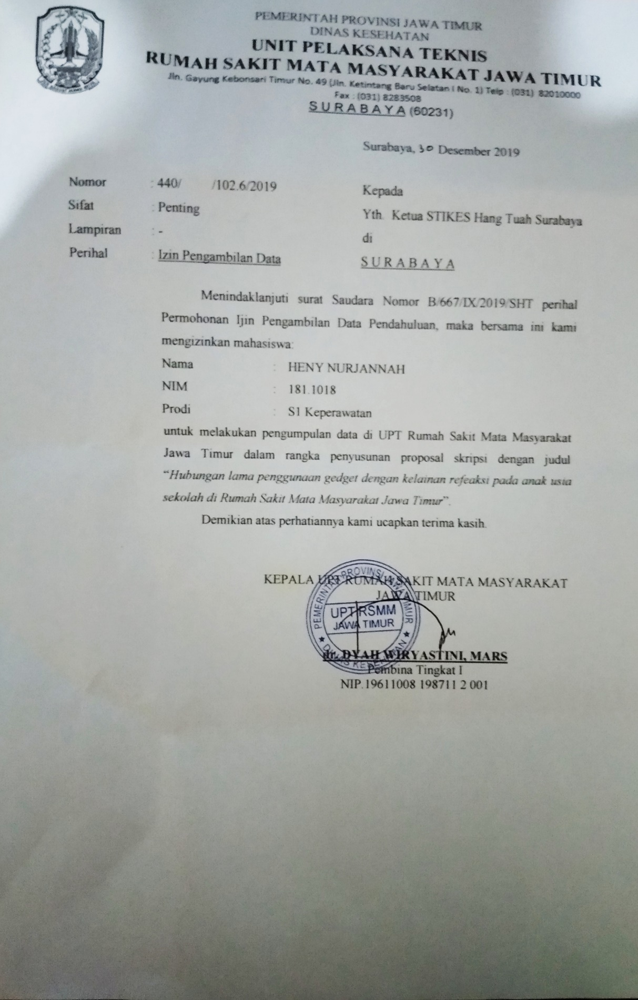 PEMERINTAH PROVINSI JAWA TIMUR
DINAS KESEHATAN
UNIT PELAKSANA TEKNIS
RUMAH SAKIT MATA MASYARAKAT JAWA TIMUR
Jln. Gayung Kebonsari Timur No. 49 (Jln. Ketintang Baru Selatan I No. 1) Telp : (031) 82010000
Fax : (031) 8283508
S U R A B A Y A (60231)
Surabaya, 30 Desember 2019
Nomor : 440/ /102.6/2019
Sifat : Penting
Lampiran : -
Perihal : Izin Pengambilan Data
Kepada
Yth. Ketua STIKES Hang Tuah Surabaya
di
S U R A B A Y A
Menindaklanjuti surat Saudara Nomor B/667/IX/2019/SHT perihal
Permohonan Ijin Pengambilan Data Pendahuluan, maka bersama ini kami
mengizinkan mahasiswa:
Nama : HENY NURJANNAH
NIM : 181.1018
Prodi : S1 Keperawatan
untuk melakukan pengumpulan data di UPT Rumah Sakit Mata Masyarakat
Jawa Timur dalam rangka penyusunan proposal skripsi dengan judul
“Hubungan lama penggunaan gedget dengan kelainan refeaksi pada anak usia
sekolah di Rumah Sakit Mata Masyarakat Jawa Timur”.
Demikian atas perhatiannya kami ucapkan terima kasih.
KEPALA UPT RUMAH SAKIT MATA MASYARAKAT
JAWA TIMUR
PEMERINTAH PROVINSI JAWA TIMUR
UPT RSMM
JAWA TIMUR
DINAS KESEHATAN
dr. DYAH WIRYASTINI, MARS
Pembina Tingkat I
NIP.19611008 198711 2 001